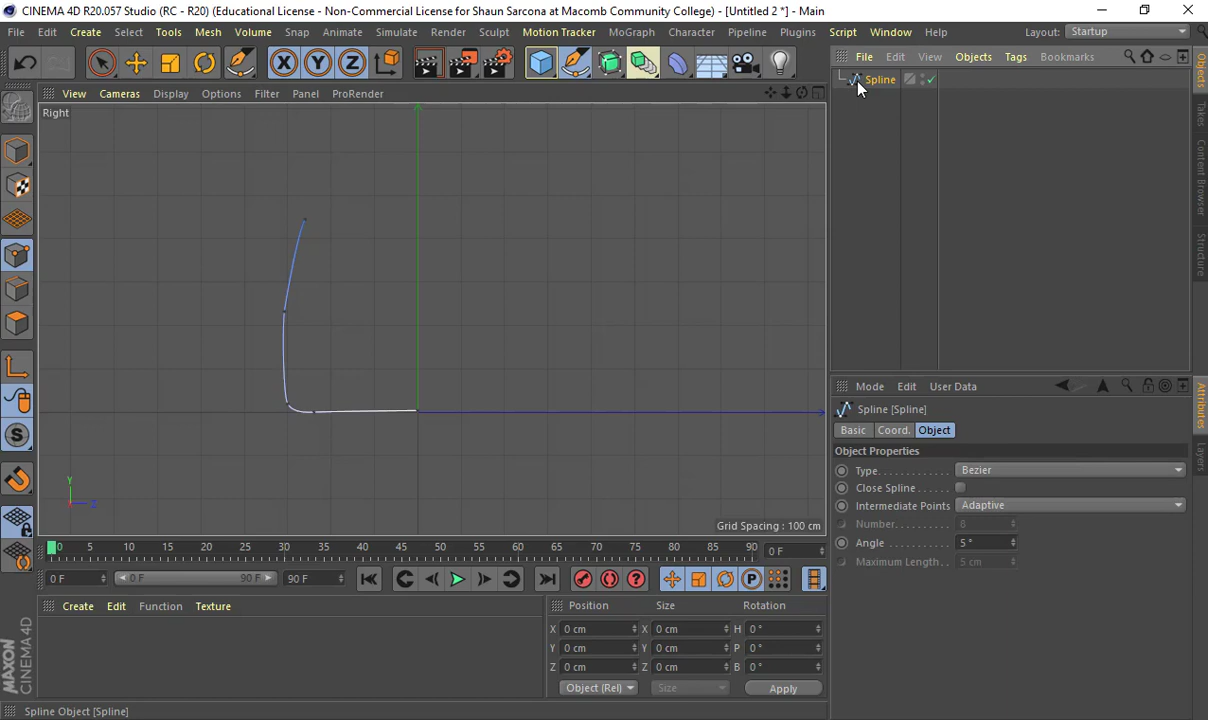 CINEMA 4D R20.057 Studio (RC - R20) (Educational License - Non-Commercial License for Shaun Sarcona at Macomb Community College) - [Untitled 2 *] - Main
File Edit Create Select Tools Mesh Volume Snap Animate Simulate Render Sculpt Motion Tracker MoGraph Character Pipeline Plugins Script Window Help Layout: Startup
X Y Z
File Edit View Objects Tags Bookmarks
Spline
View Cameras Display Options Filter Panel ProRender
Right
Objects
Takes
Content Browser
Structure
S
Y
X Z
Grid Spacing : 100 cm
Mode Edit User Data
Spline [Spline]
Basic Coord. Object
Object Properties
Type Bezier
Close Spline
Intermediate Points Adaptive
Number 8
Angle 5 °
Maximum Length 5 cm
Attributes
Layers
0 5 10 15 20 25 30 35 40 45 50 55 60 65 70 75 80 85 90 0 F
0 F 0 F 90 F 90 F
P
Create Edit Function Texture
Position Size Rotation
X 0 cm X 0 cm H 0 °
Y 0 cm Y 0 cm P 0 °
Z 0 cm Z 0 cm B 0 °
Object (Rel) Size Apply
MAXON CINEMA 4D
Spline Object [Spline]